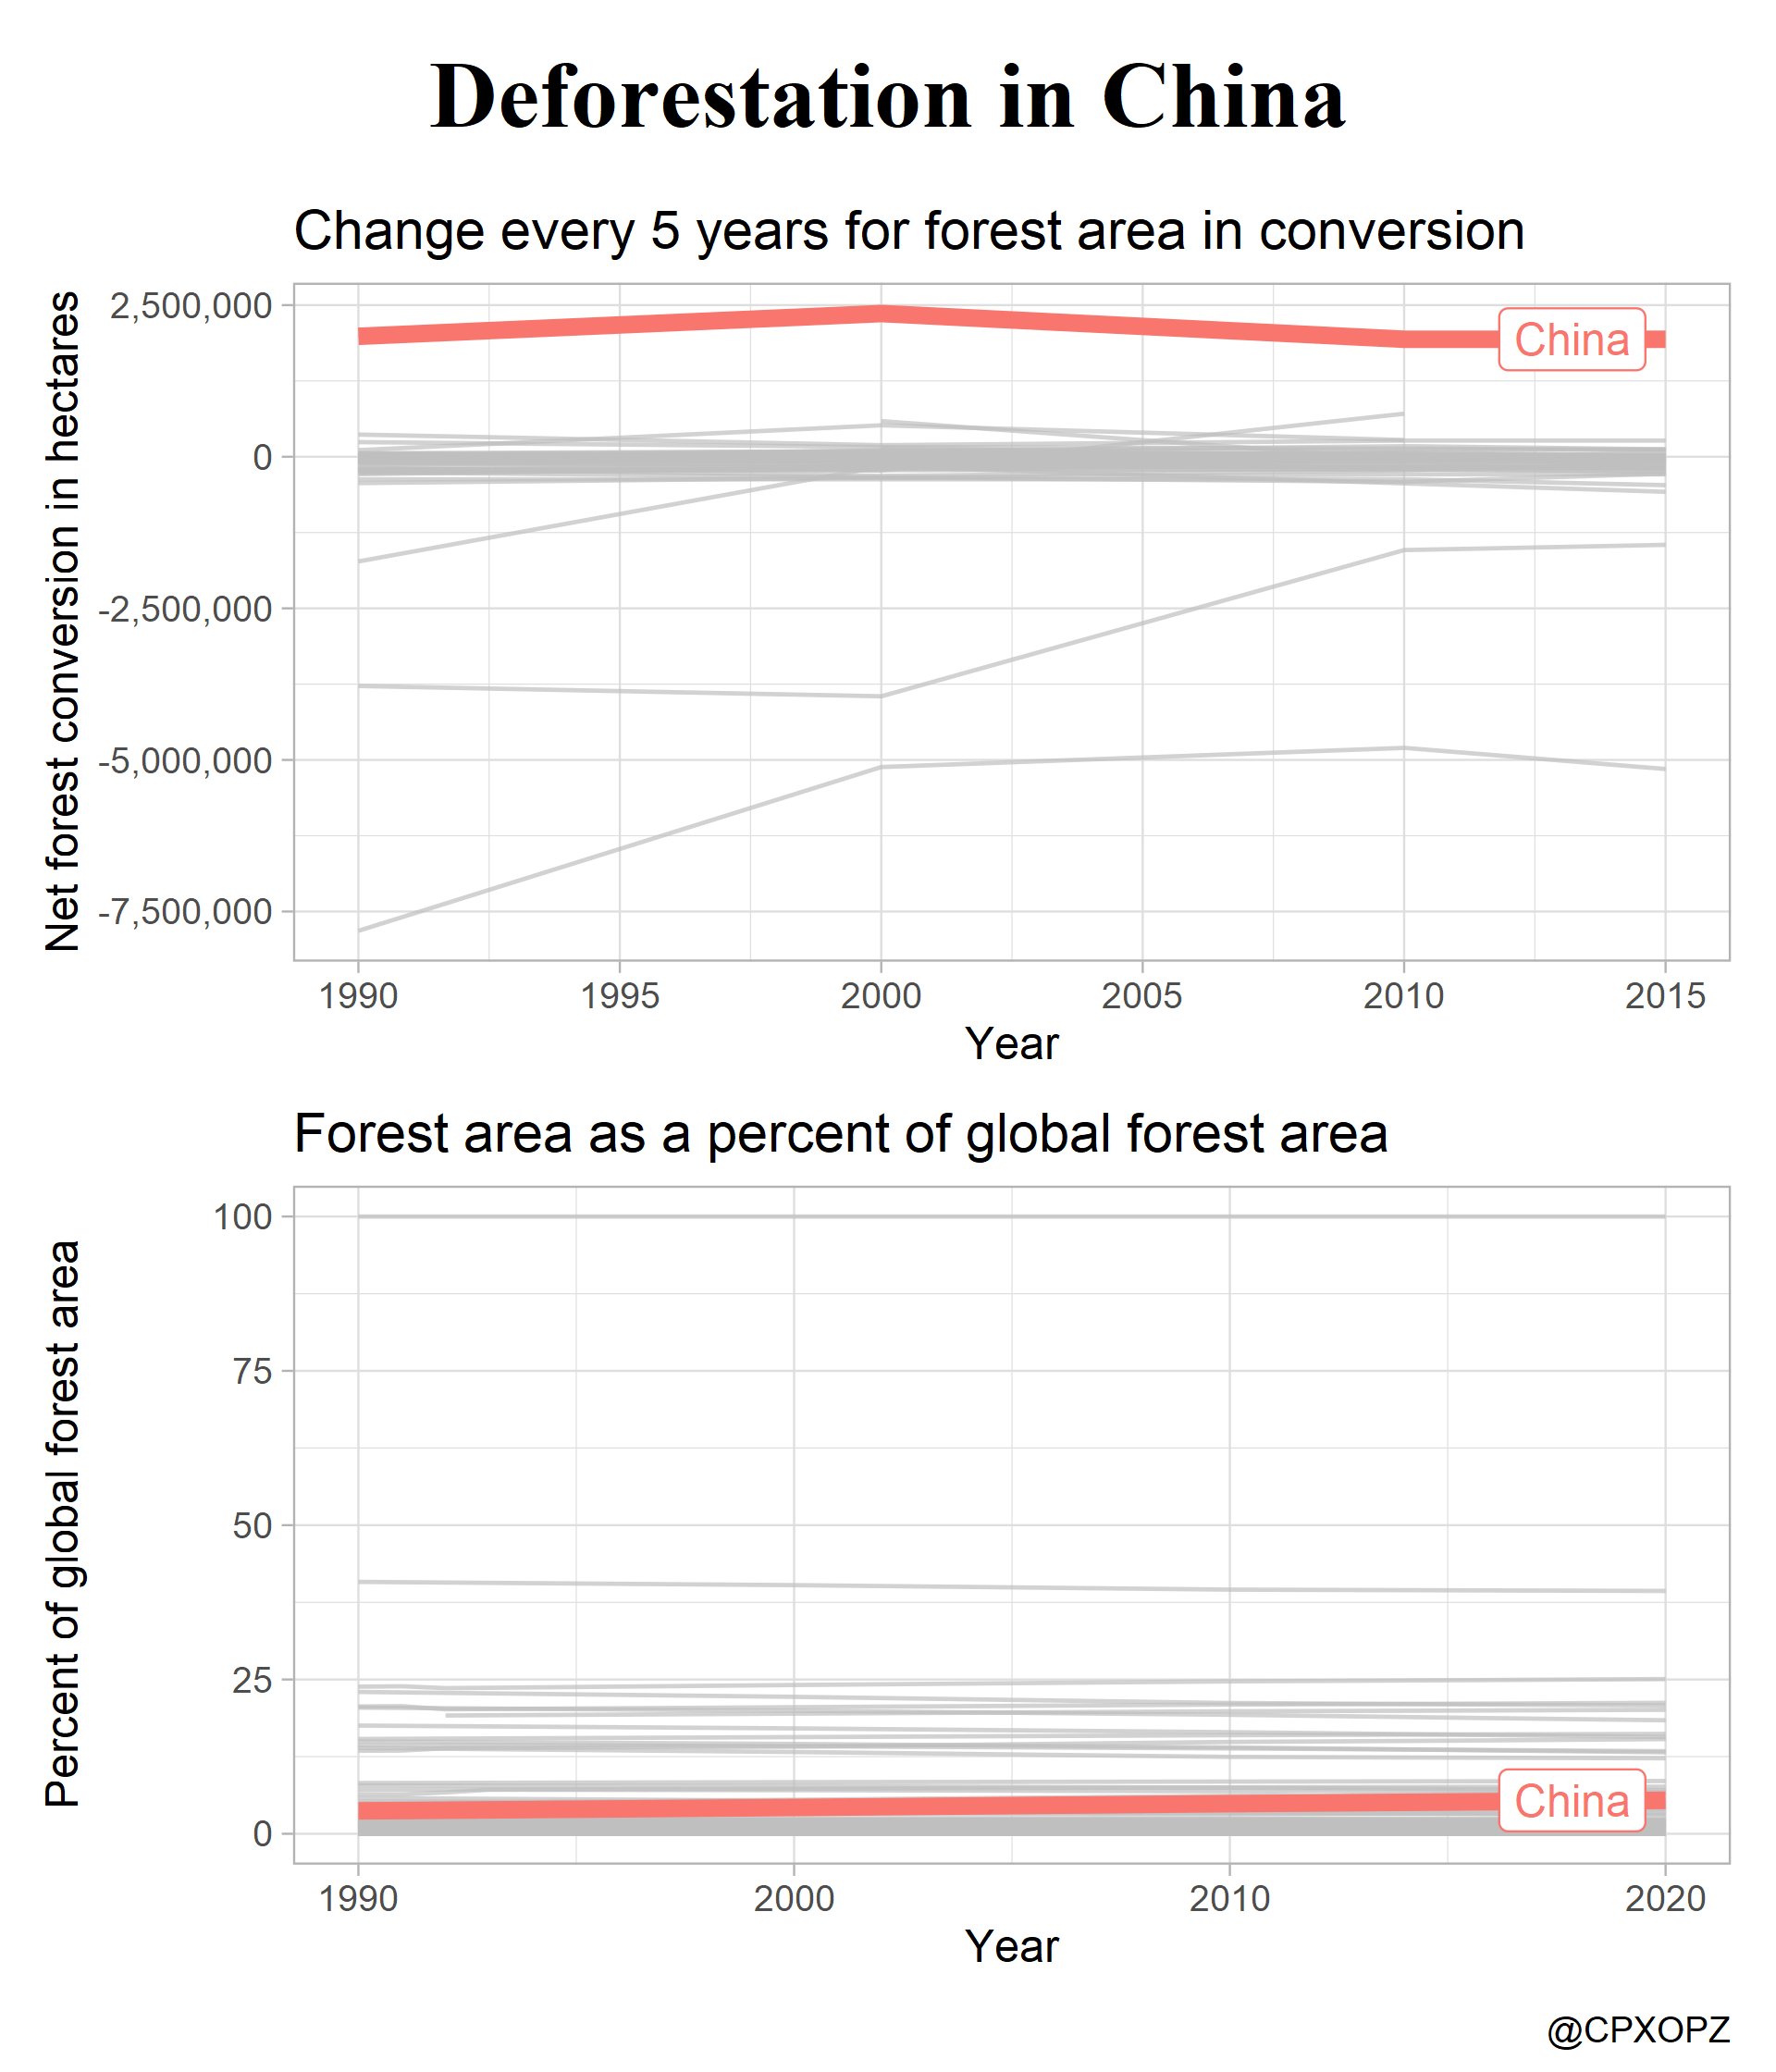 Deforestation in China
Change every 5 years for forest area in conversion
Net forest conversion in hectares
2,500,000
0
-2,500,000
-5,000,000
-7,500,000
China
1990 1995 2000 2005 2010 2015
Year
Forest area as a percent of global forest area
Percent of global forest area
100
75
50
25
0
China
1990 2000 2010 2020
Year
@CPXOPZ